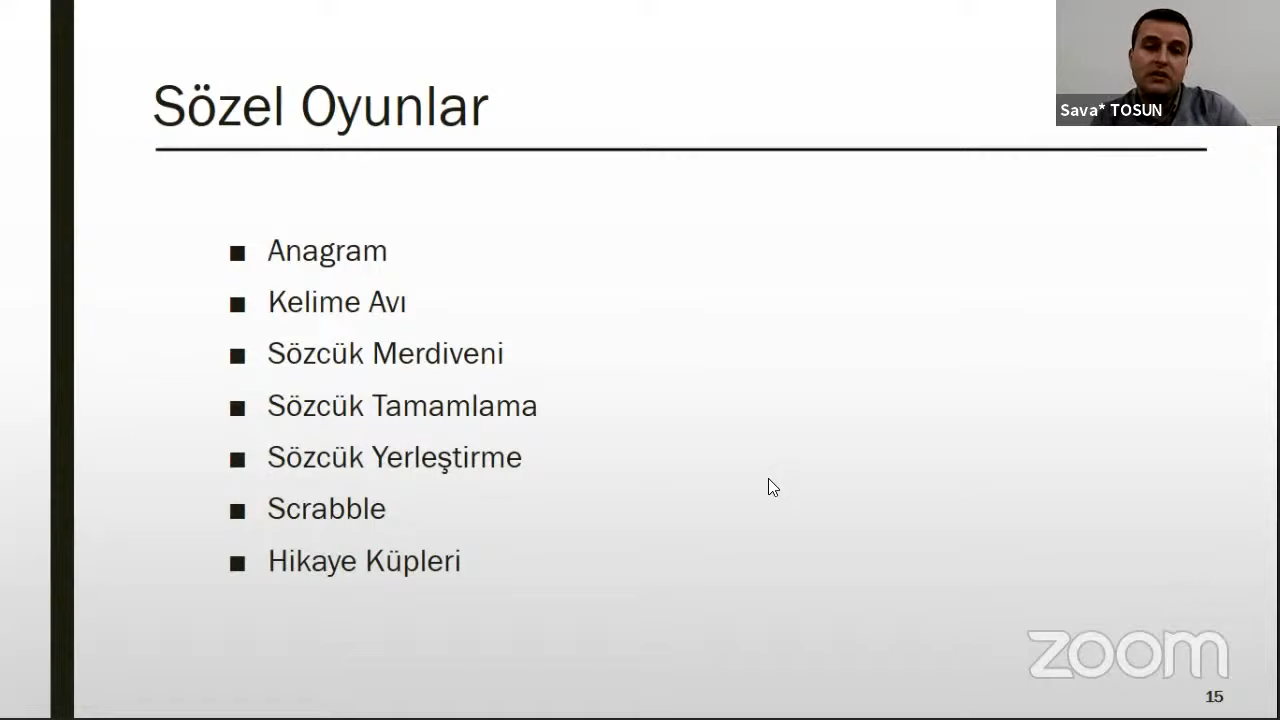 Sözel Oyunlar
Sava* TOSUN
■ Anagram
■ Kelime Avı
■ Sözcük Merdiveni
■ Sözcük Tamamlama
■ Sözcük Yerleştirme
■ Scrabble
■ Hikaye Küpleri
zoom
15